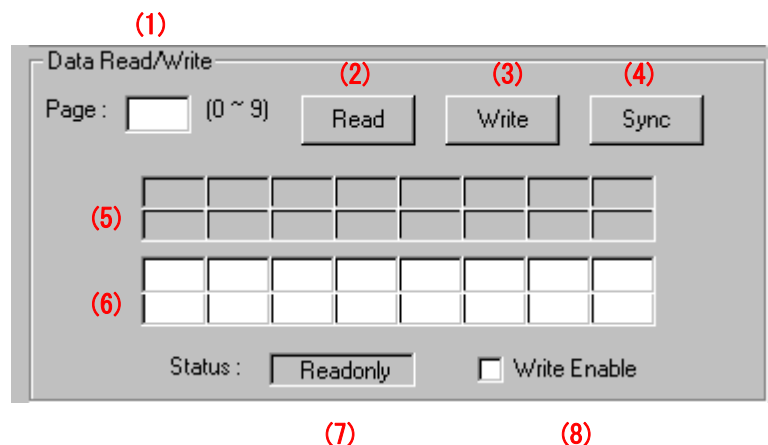 (1)
Data Read/Write
(2) (3) (4)
Page : (0 ~ 9) Read Write Sync
(5)
(6)
Status : Readonly Write Enable
(7) (8)